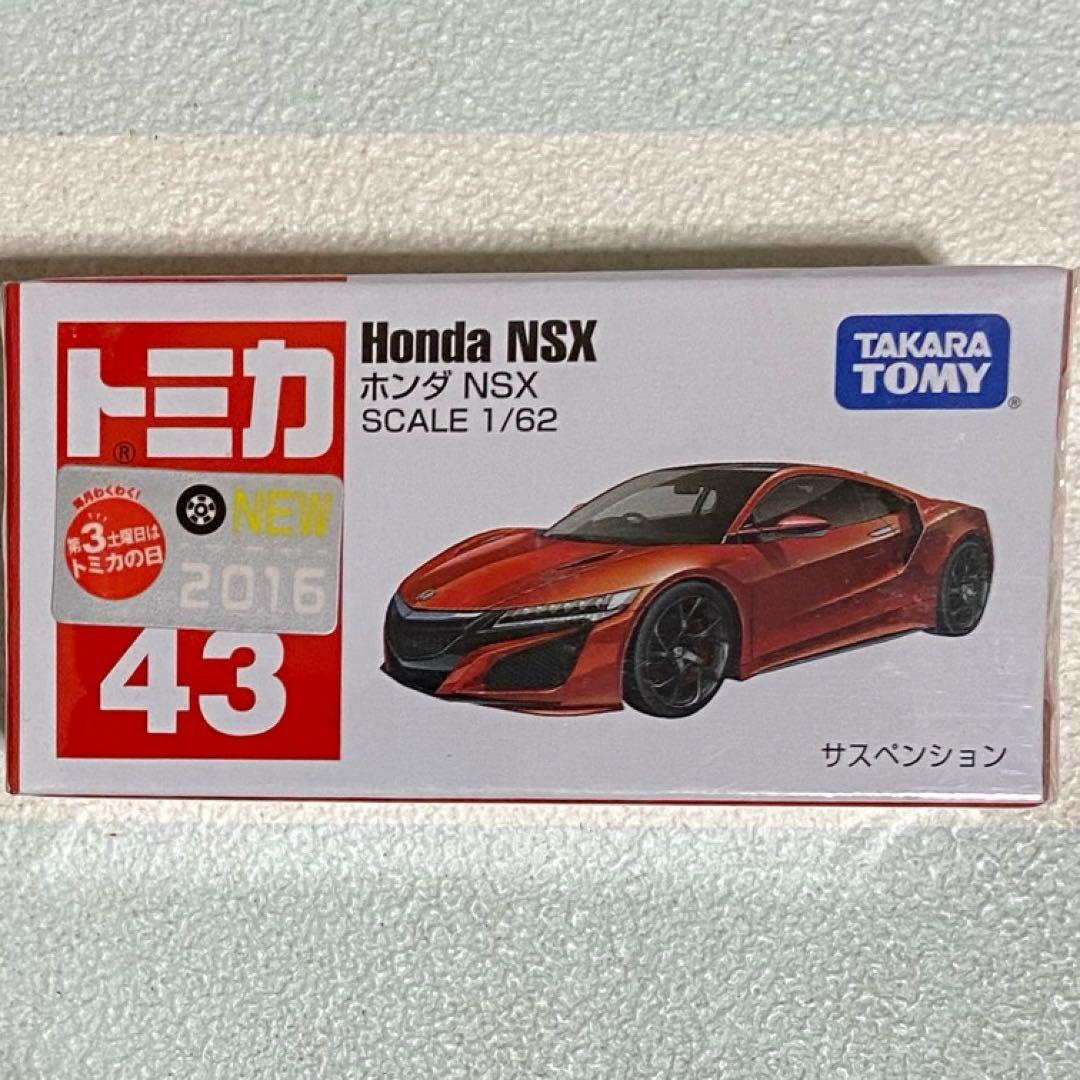 トミカ
®
Honda NSX
ホンダ NSX
SCALE 1/62
TAKARA
TOMY
®
毎月わくわく!
第3土曜日は
トミカの日
NEW
2016
43
サスペンション